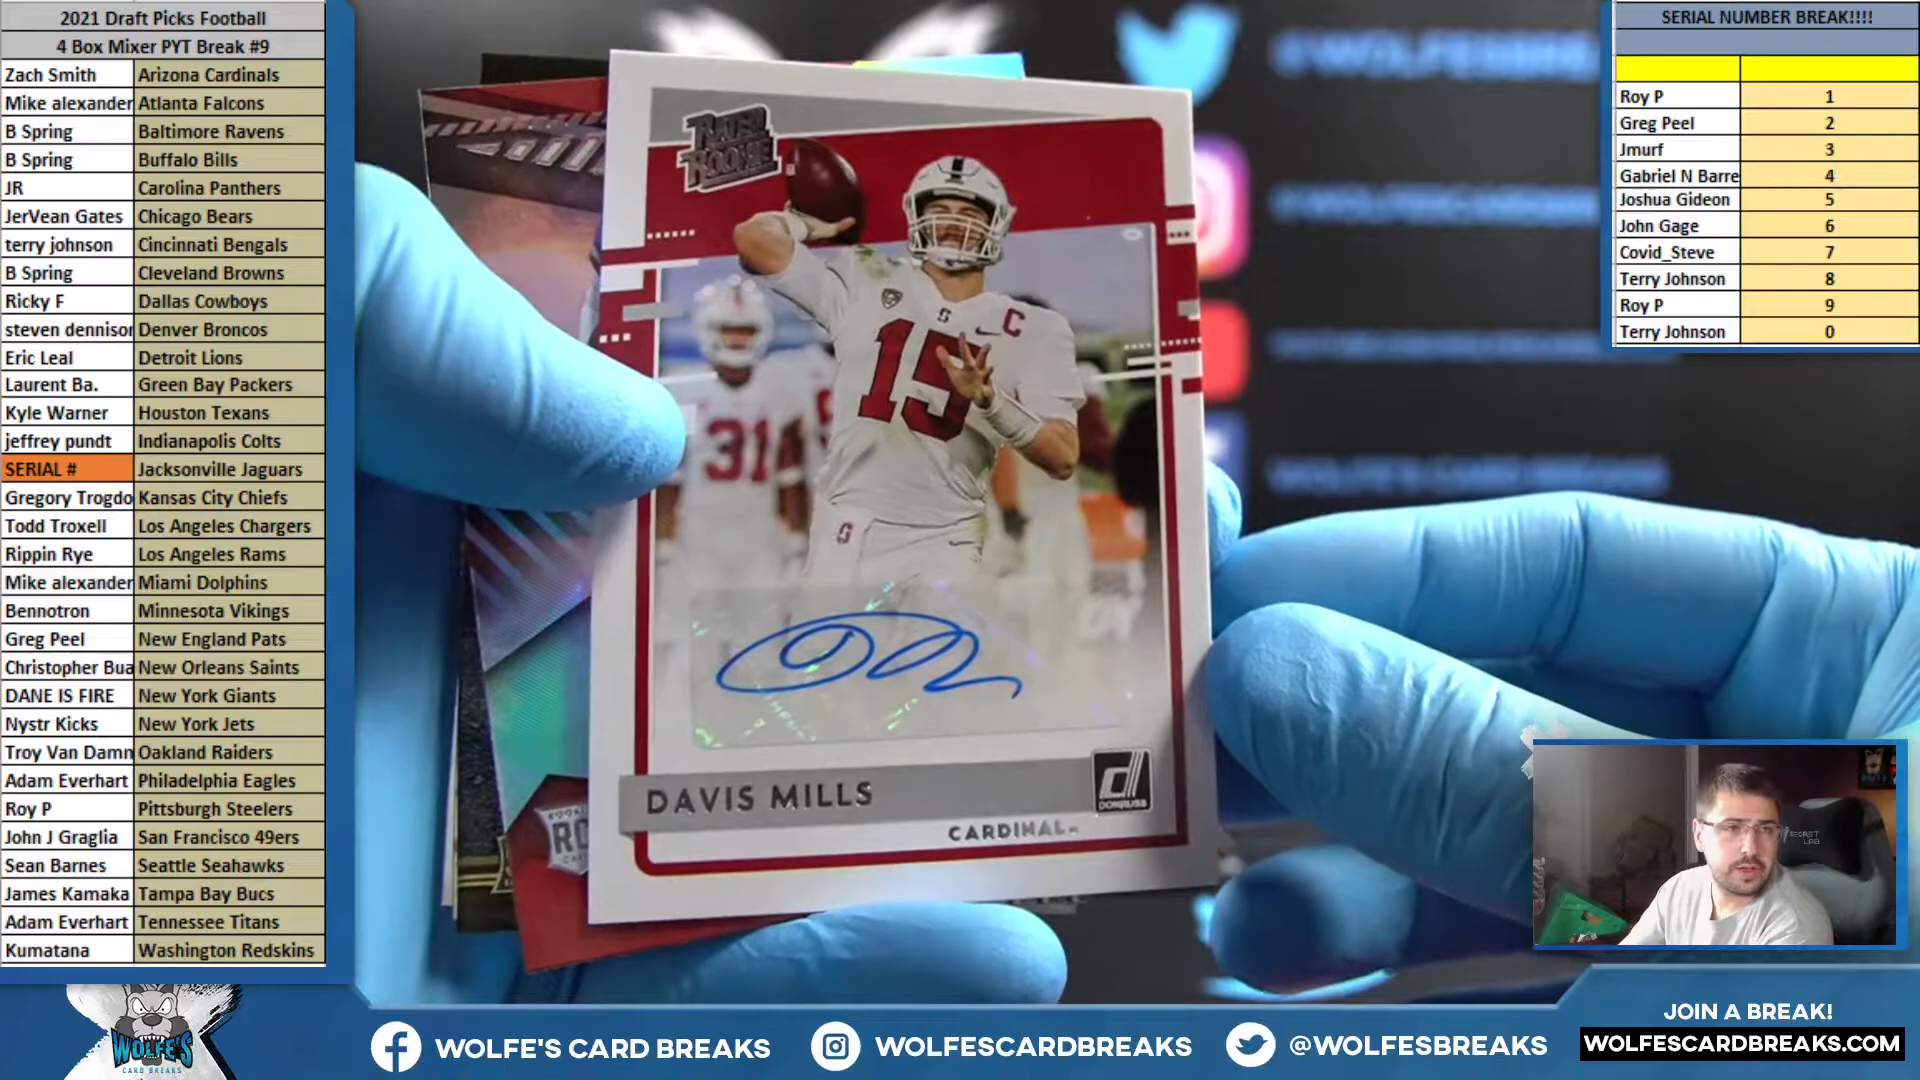 2021 Draft Picks Football
4 Box Mixer PYT Break #9
Zach Smith Arizona Cardinals
Mike alexander Atlanta Falcons
B Spring Baltimore Ravens
B Spring Buffalo Bills
JR Carolina Panthers
JerVean Gates Chicago Bears
terry johnson Cincinnati Bengals
B Spring Cleveland Browns
Ricky F Dallas Cowboys
steven dennison Denver Broncos
Eric Leal Detroit Lions
Laurent Ba. Green Bay Packers
Kyle Warner Houston Texans
jeffrey pundt Indianapolis Colts
SERIAL # Jacksonville Jaguars
Gregory Trogdo Kansas City Chiefs
Todd Troxell Los Angeles Chargers
Rippin Rye Los Angeles Rams
Mike alexander Miami Dolphins
Bennotron Minnesota Vikings
Greg Peel New England Pats
Christopher Bua New Orleans Saints
DANE IS FIRE New York Giants
Nystr Kicks New York Jets
Troy Van Damn Oakland Raiders
Adam Everhart Philadelphia Eagles
Roy P Pittsburgh Steelers
John J Graglia San Francisco 49ers
Sean Barnes Seattle Seahawks
James Kamaka Tampa Bay Bucs
Adam Everhart Tennessee Titans
Kumatana Washington Redskins
RATED
ROOKIE
S C
15
31
S
DAVIS MILLS
DONRUSS
CARDINAL
RO
SERIAL NUMBER BREAK!!!!
Roy P 1
Greg Peel 2
Jmurf 3
Gabriel N Barre 4
Joshua Gideon 5
John Gage 6
Covid_Steve 7
Terry Johnson 8
Roy P 9
Terry Johnson 0
SECRET
LAB
WOLFE'S
CARD BREAKS
WOLFE'S CARD BREAKS
WOLFESCARDBREAKS
@WOLFESBREAKS
JOIN A BREAK!
WOLFESCARDBREAKS.COM